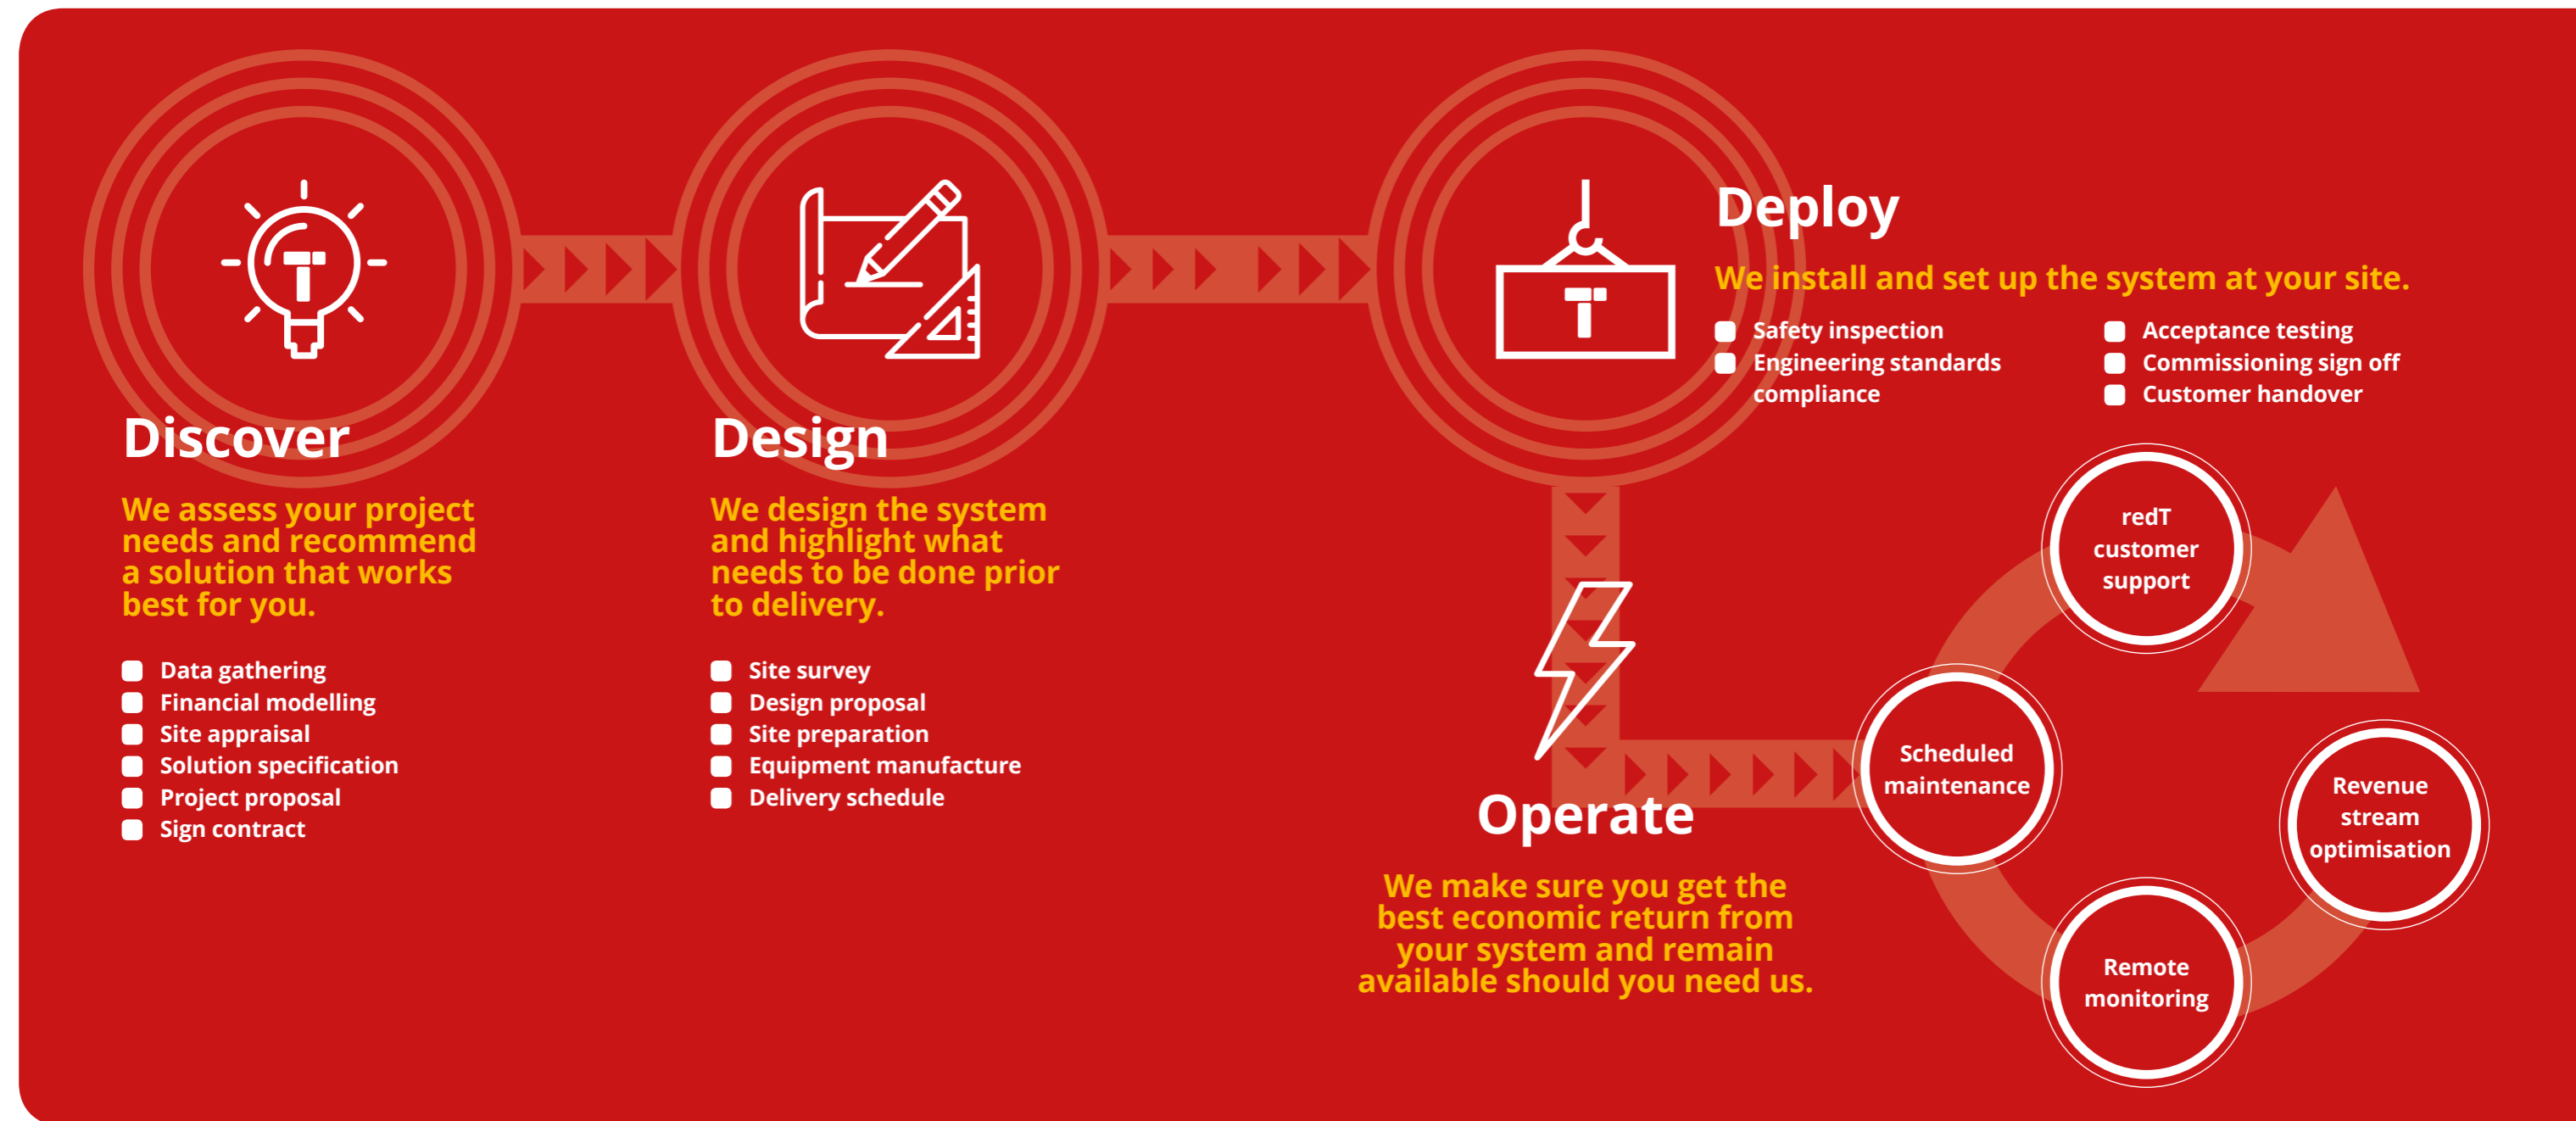 Discover
We assess your project
needs and recommend
a solution that works
best for you.
Data gathering
Financial modelling
Site appraisal
Solution specification
Project proposal
Sign contract
Design
We design the system
and highlight what
needs to be done prior
to delivery.
Site survey
Design proposal
Site preparation
Equipment manufacture
Delivery schedule
T
T
Deploy
We install and set up the system at your site.
Safety inspection
Engineering standards
compliance
Acceptance testing
Commissioning sign off
Customer handover
Operate
We make sure you get the
best economic return from
your system and remain
available should you need us.
redT
customer
support
Scheduled
maintenance
Revenue
stream
optimisation
Remote
monitoring